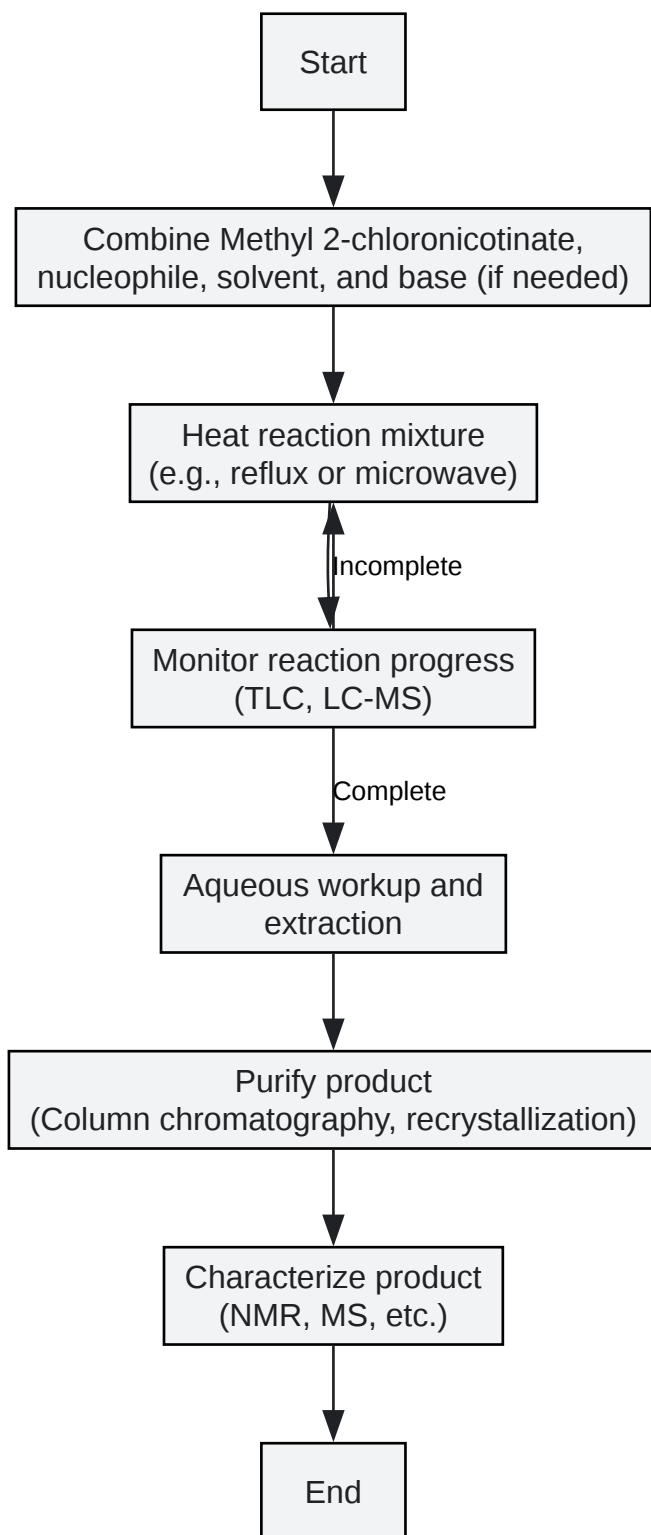 Start
Combine Methyl 2-chloronicotinate,
nucleophile, solvent, and base (if needed)
Heat reaction mixture
(e.g., reflux or microwave)
Incomplete
Monitor reaction progress
(TLC, LC-MS)
Complete
Aqueous workup and
extraction
Purify product
(Column chromatography, recrystallization)
Characterize product
(NMR, MS, etc.)
End